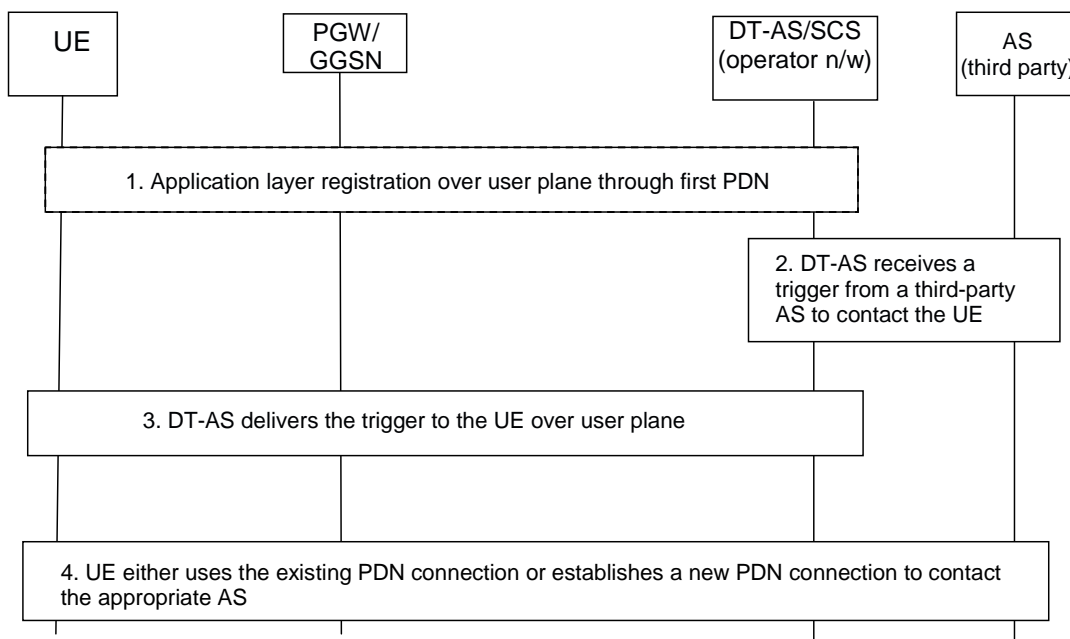 UE
PGW/
GGSN
DT-AS/SCS
(operator n/w)
AS
(third party)
1. Application layer registration over user plane through first PDN
2. DT-AS receives a
trigger from a third-party
AS to contact the UE
3. DT-AS delivers the trigger to the UE over user plane
4. UE either uses the existing PDN connection or establishes a new PDN connection to contact
the appropriate AS